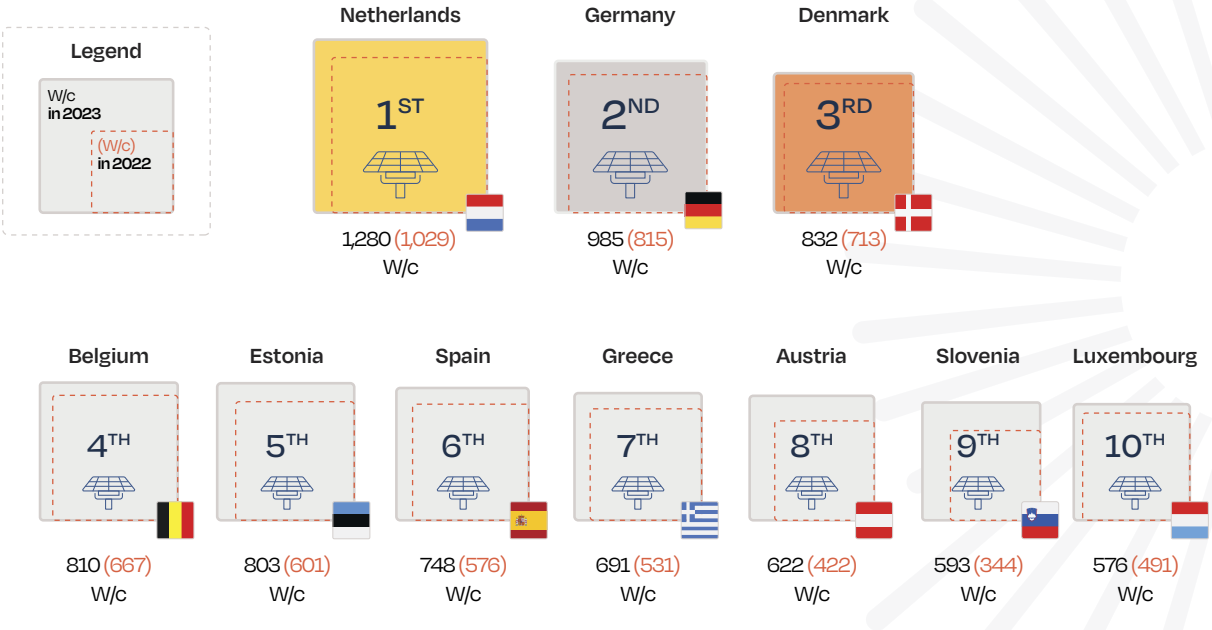 Legend
W/c
in 2023
(W/c)
in 2022
Netherlands
1ST
1,280 (1,029)
W/c
Germany
2ND
985 (815)
W/c
Denmark
3RD
832 (713)
W/c
Belgium
4TH
810 (667)
W/c
Estonia
5TH
803 (601)
W/c
Spain
6TH
748 (576)
W/c
Greece
7TH
691 (531)
W/c
Austria
8TH
622 (422)
W/c
Slovenia
9TH
593 (344)
W/c
Luxembourg
10TH
576 (491)
W/c